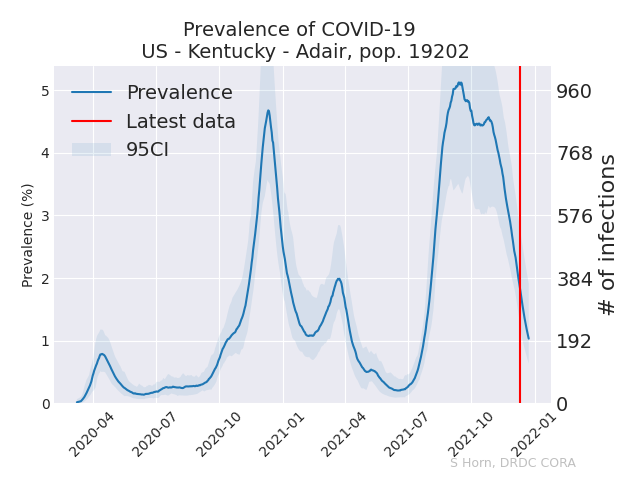 Prevalence of COVID-19
US - Kentucky - Adair, pop. 19202
Prevalence
Latest data
95CI
Prevalence (%)
5
4
3
2
1
0
960
768
576
384
192
0
# of infections
2020-04
2020-07
2020-10
2021-01
2021-04
2021-07
2021-10
2022-01
S Horn, DRDC CORA